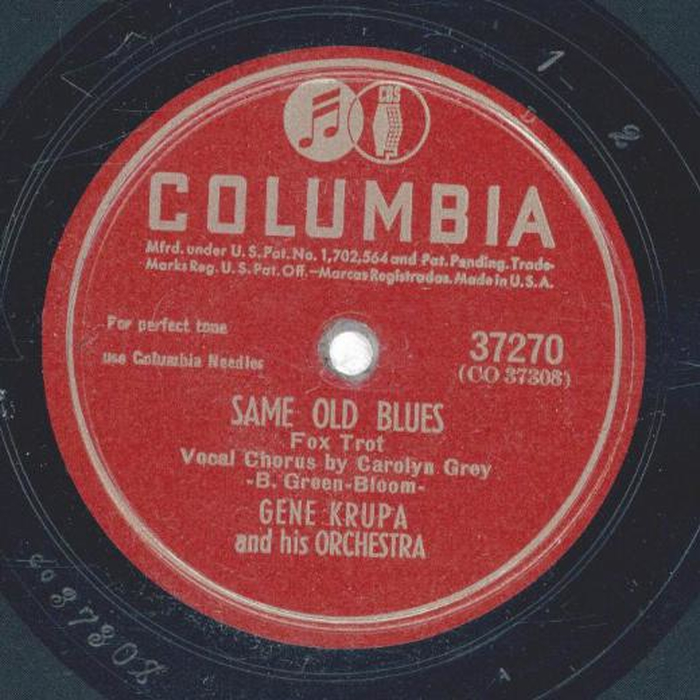 1- 2
CBS
COLUMBIA
Mfrd. under U. S. Pat. No. 1,702,564 and Pat. Pending. Trade-
Marks Reg. U. S. Pat. Off.—Marcas Registradas. Made in U. S. A.
For perfect tone
use Columbia Needles
37270
(CO 37308)
SAME OLD BLUES
Fox Trot
Vocal Chorus by Carolyn Grey
-B. Green-Bloom-
GENE KRUPA
and his ORCHESTRA
CO 37308
A